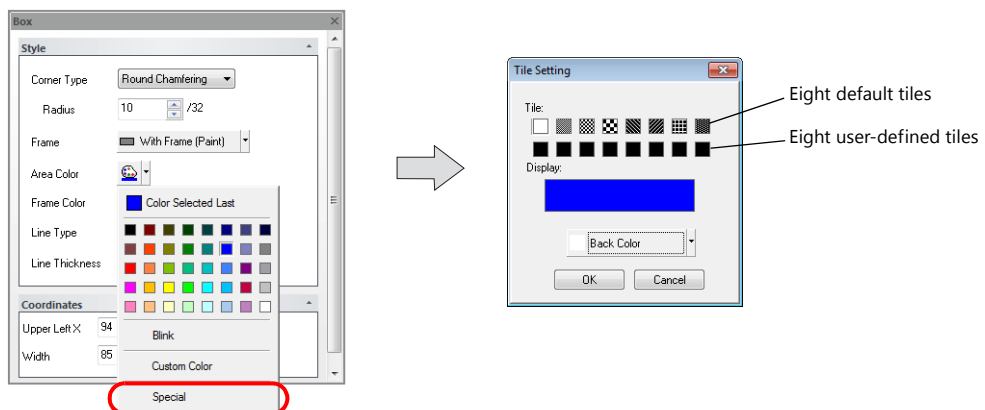 Box
Style
Corner Type
Round Chamfering
Radius
10
/32
Frame
With Frame (Paint)
Area Color
Frame Color
Color Selected Last
Line Type
Line Thickness
Coordinates
Upper Left X
94
Blink
Width
85
Custom Color
Special
Tile Setting
Tile:
Display:
Back Color
OK
Cancel
Eight default tiles
Eight user-defined tiles